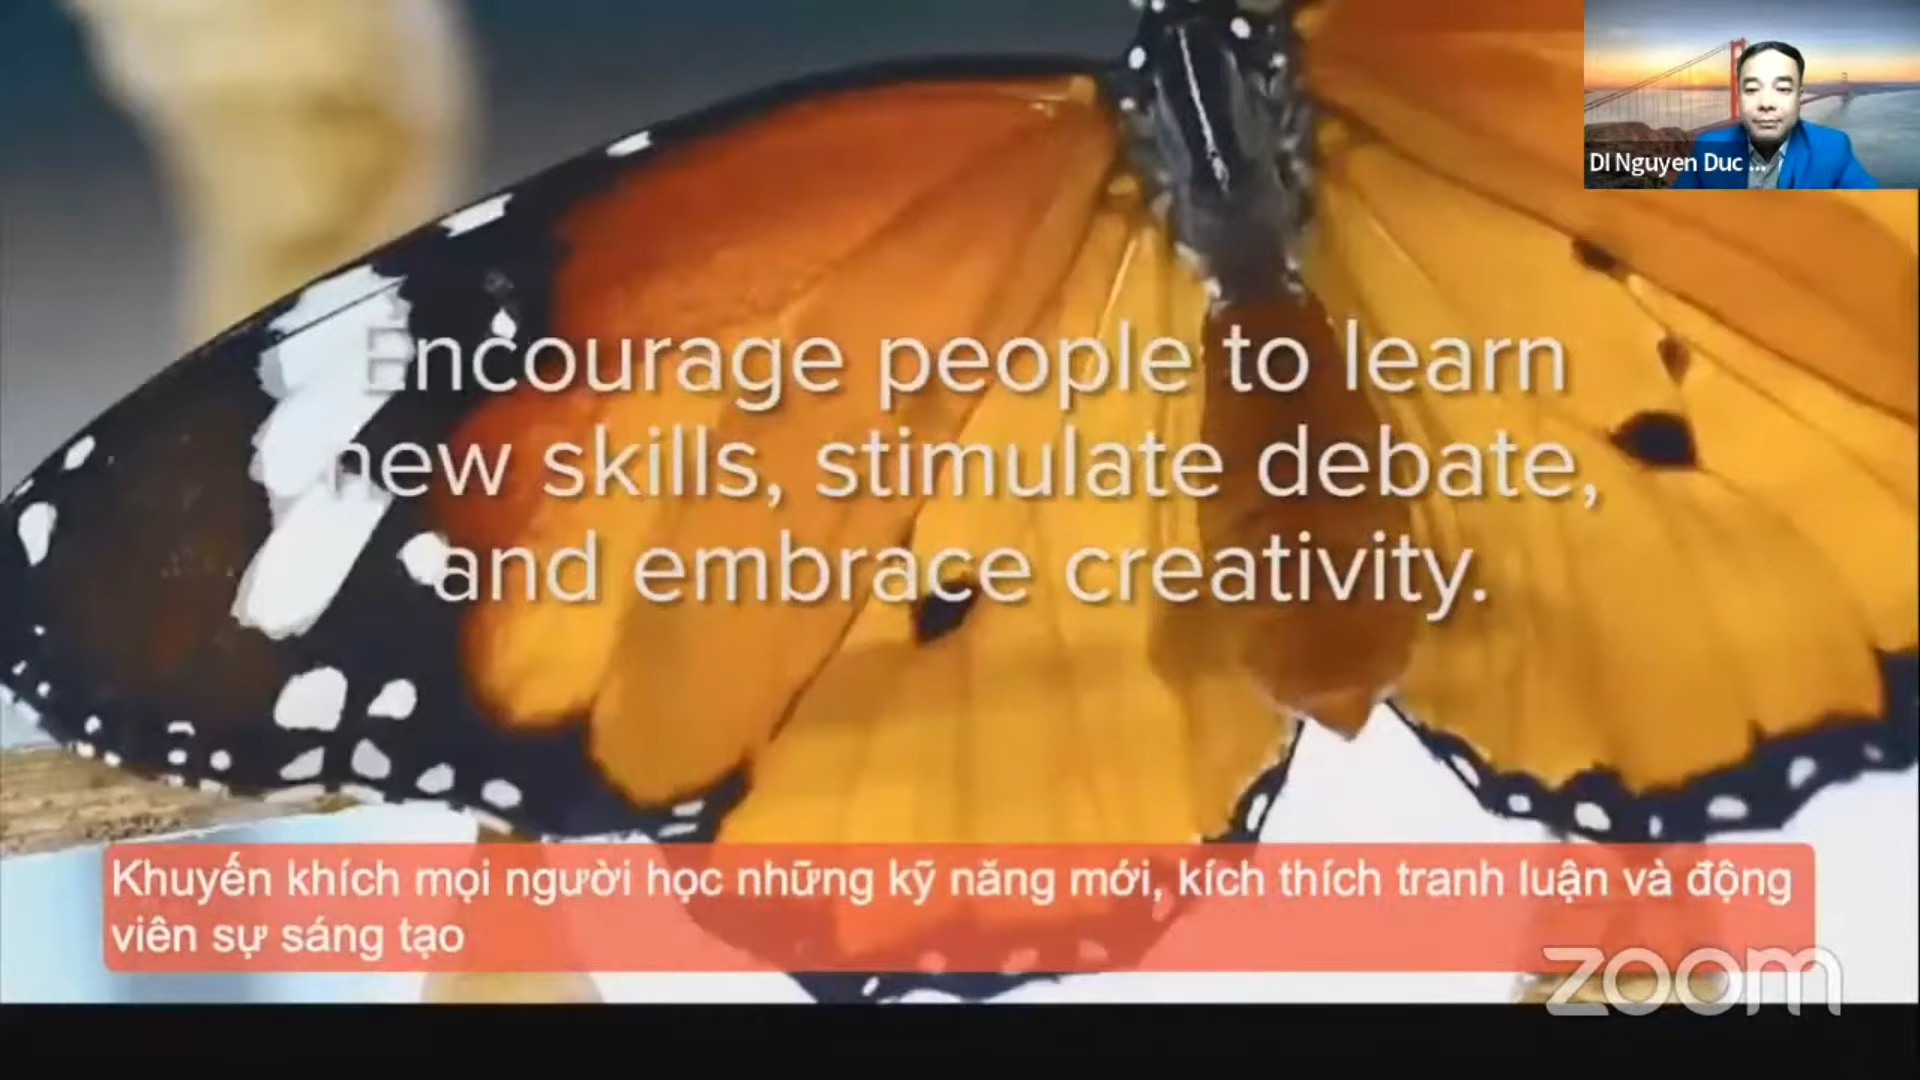 DI Nguyen Duc ...
Encourage people to learn
new skills, stimulate debate,
and embrace creativity.
Khuyến khích mọi người học những kỹ năng mới, kích thích tranh luận và động
viên sự sáng tạo
zoom